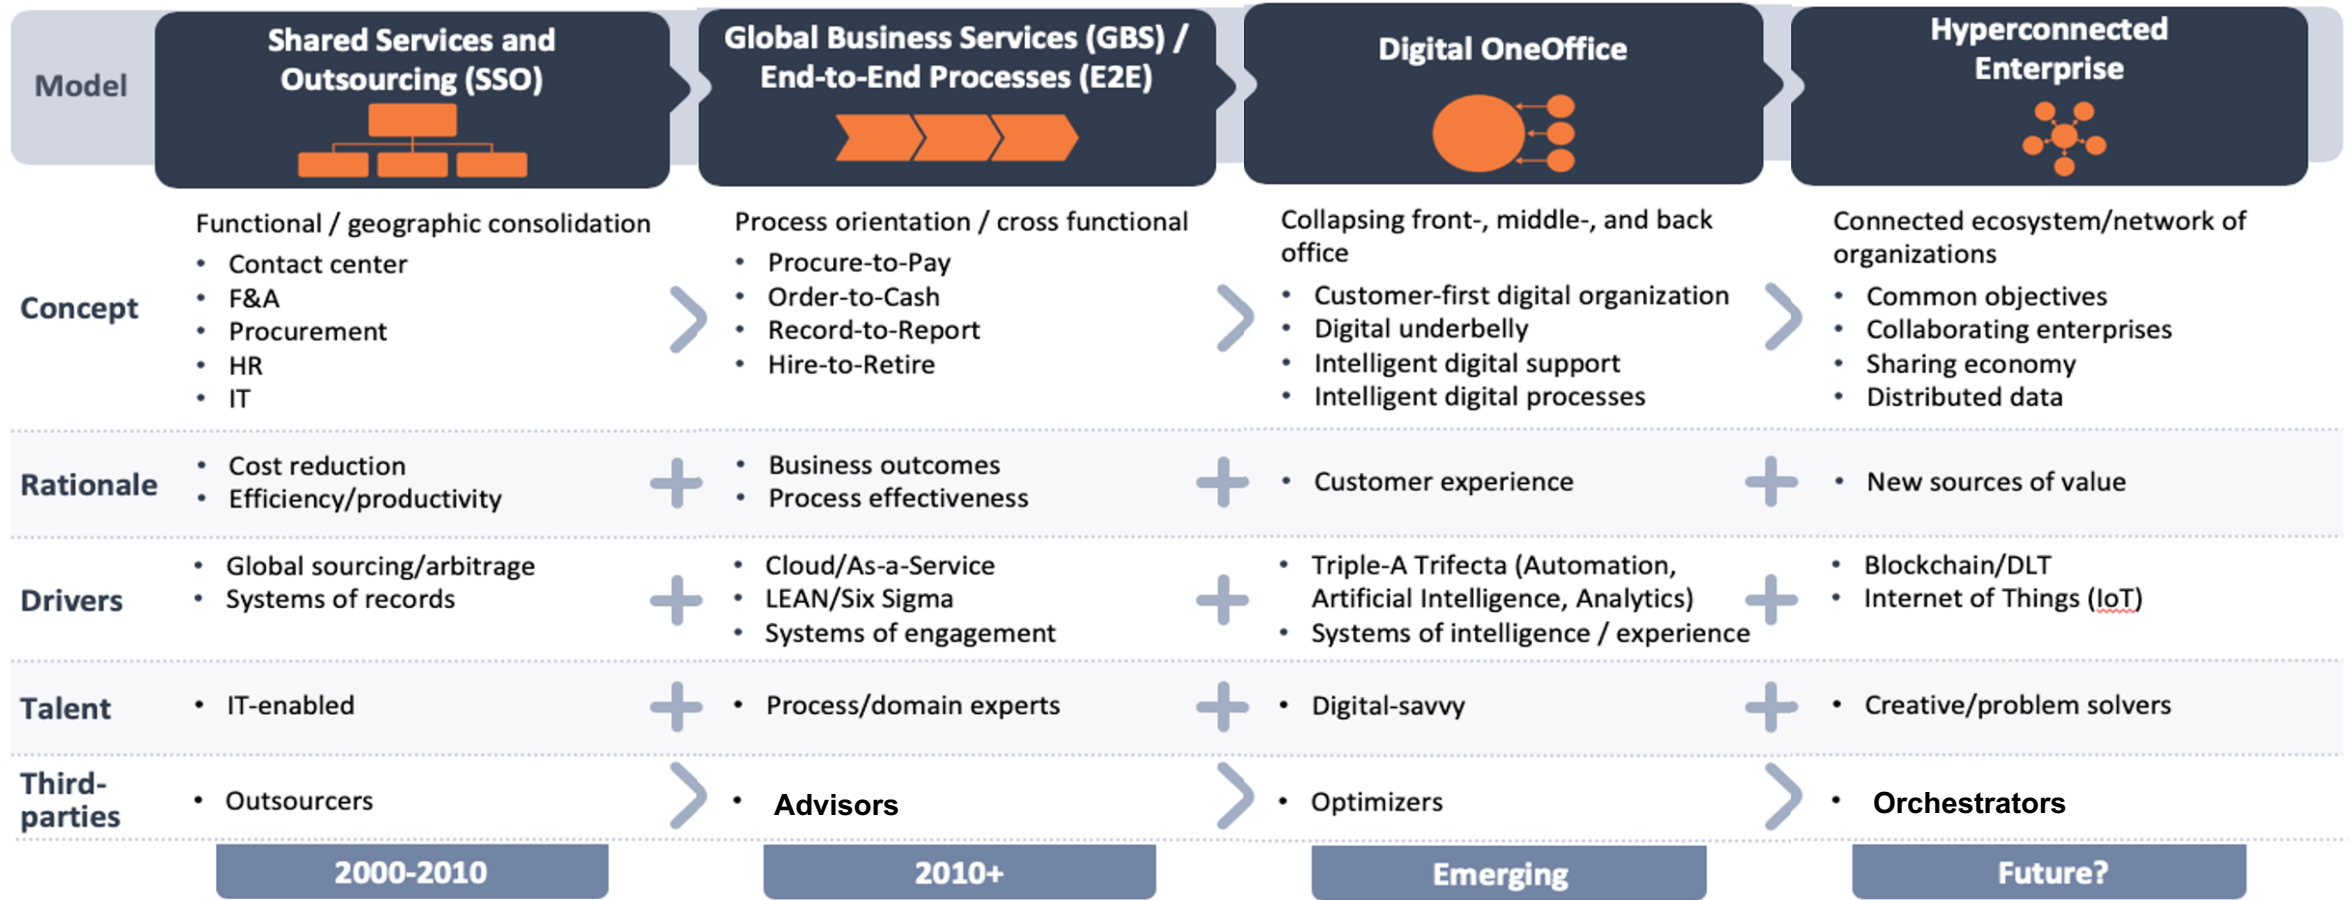 Model
Shared Services and
Outsourcing (SSO)
Global Business Services (GBS) /
End-to-End Processes (E2E)
Digital OneOffice
Hyperconnected
Enterprise
Concept
Functional / geographic consolidation
• Contact center
• F&A
• Procurement
• HR
• IT
Process orientation / cross functional
• Procure-to-Pay
• Order-to-Cash
• Record-to-Report
• Hire-to-Retire
Collapsing front-, middle-, and back
office
• Customer-first digital organization
• Digital underbelly
• Intelligent digital support
• Intelligent digital processes
Connected ecosystem/network of
organizations
• Common objectives
• Collaborating enterprises
• Sharing economy
• Distributed data
Rationale
• Cost reduction
• Efficiency/productivity
• Business outcomes
• Process effectiveness
• Customer experience
• New sources of value
Drivers
• Global sourcing/arbitrage
• Systems of records
• Cloud/As-a-Service
• LEAN/Six Sigma
• Systems of engagement
• Triple-A Trifecta (Automation,
Artificial Intelligence, Analytics)
• Systems of intelligence / experience
• Blockchain/DLT
• Internet of Things (IoT)
Talent
• IT-enabled
• Process/domain experts
• Digital-savvy
• Creative/problem solvers
Third-
parties
• Outsourcers
• Advisors
• Optimizers
• Orchestrators
2000-2010
2010+
Emerging
Future?